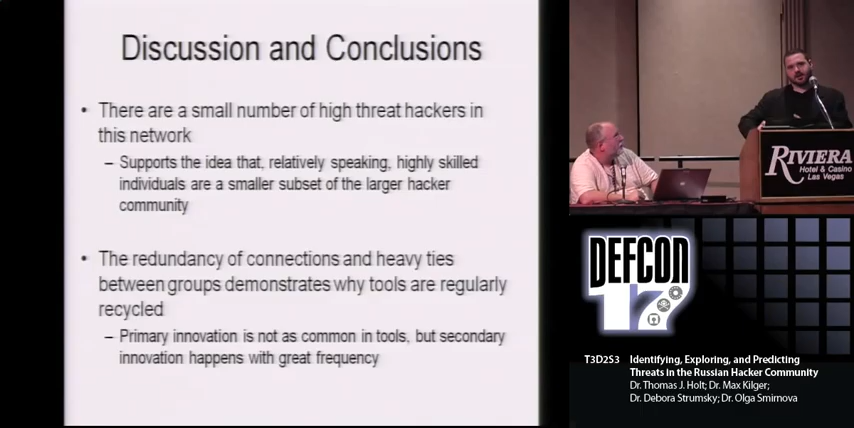 Discussion and Conclusions
• There are a small number of high threat hackers in
this network
– Supports the idea that, relatively speaking, highly skilled
individuals are a smaller subset of the larger hacker
community
• The redundancy of connections and heavy ties
between groups demonstrates why tools are regularly
recycled
– Primary innovation is not as common in tools, but secondary
innovation happens with great frequency
RIVIERA
Hotel & Casino
Las Vegas
DEFCON
17
T3D2S3 Identifying, Exploring, and Predicting
Threats in the Russian Hacker Community
Dr. Thomas J. Holt; Dr. Max Kilger;
Dr. Debora Strumsky; Dr. Olga Smirnova